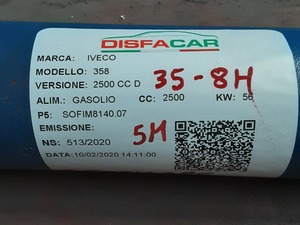 DISFACAR
MARCA: IVECO
MODELLO: 358
VERSIONE: 2500 CC D
35-8H
ALIM.: GASOLIO CC: 2500 KW: 56
P5: SOFIM8140.07
EMISSIONE:
5H
NS: 513/2020
DATA:10/02/2020 14:11:00